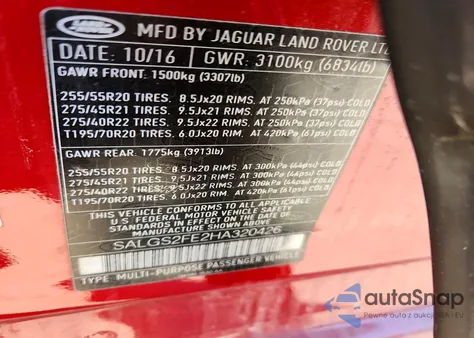 LAND ROVER
MFD BY JAGUAR LAND ROVER LTD
DATE: 10/16 GWR: 3100kg (6834lb)
GAWR FRONT: 1500kg (3307lb)
255/55R20 TIRES. 8.5Jx20 RIMS. AT 250kPa (37psi) COLD
275/45R21 TIRES. 9.5Jx21 RIMS. AT 250kPa (37psi) COLD
275/40R22 TIRES. 9.5Jx22 RIMS. AT 250kPa (37psi) COLD
T195/70R20 TIRES. 6.0Jx20 RIM. AT 420kPa (61psi) COLD
GAWR REAR: 1775kg (3913lb)
255/55R20 TIRES. 8.5Jx20 RIMS. AT 300kPa (44psi) COLD
275/45R21 TIRES. 9.5Jx21 RIMS. AT 300kPa (44psi) COLD
275/40R22 TIRES. 9.5Jx22 RIMS. AT 300kPa (44psi) COLD
T195/70R20 TIRES. 6.0Jx20 RIM. AT 420kPa (61psi) COLD
THIS VEHICLE CONFORMS TO ALL APPLICABLE
U.S. FEDERAL MOTOR VEHICLE SAFETY
STANDARDS IN EFFECT ON THE DATE OF
MANUFACTURE SHOWN ABOVE
SALGS2FE2HA320426
TYPE: MULTI-PURPOSE PASSENGER VEHICLE
autoSnap
Pewne auto z USA i EU